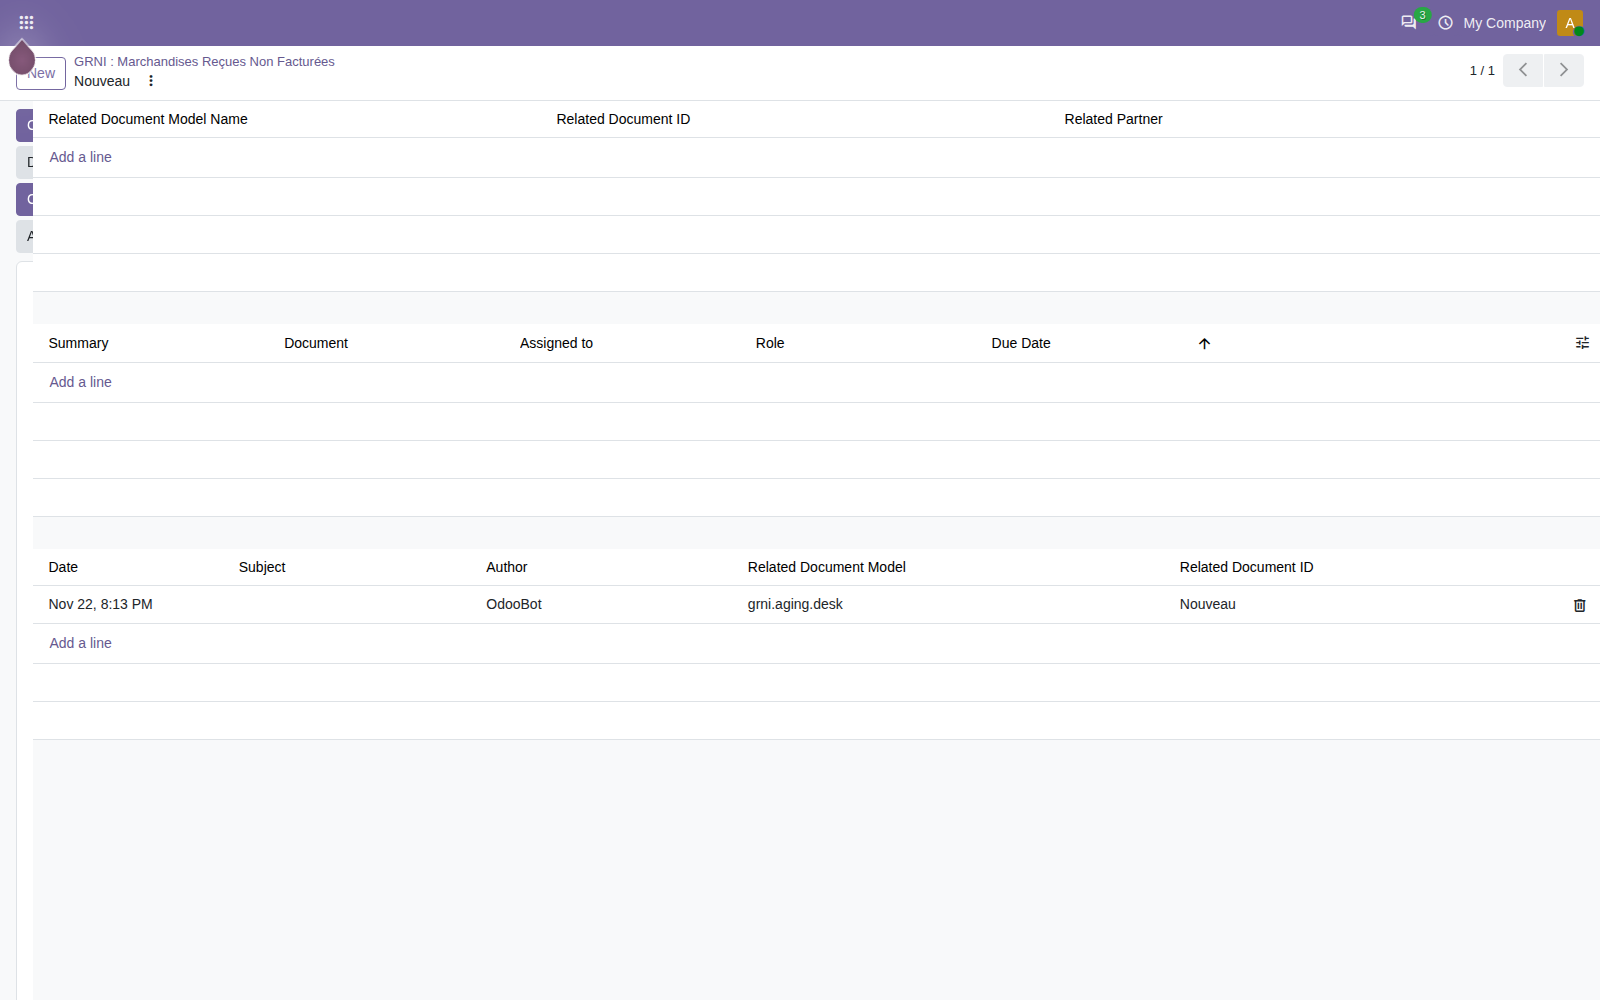 3
My Company
A
New
GRNI : Marchandises Reçues Non Facturées
Nouveau
1 / 1
Related Document Model Name Related Document ID Related Partner
Add a line
Summary Document Assigned to Role Due Date
Add a line
Date Subject Author Related Document Model Related Document ID
Nov 22, 8:13 PM OdooBot grni.aging.desk Nouveau
Add a line